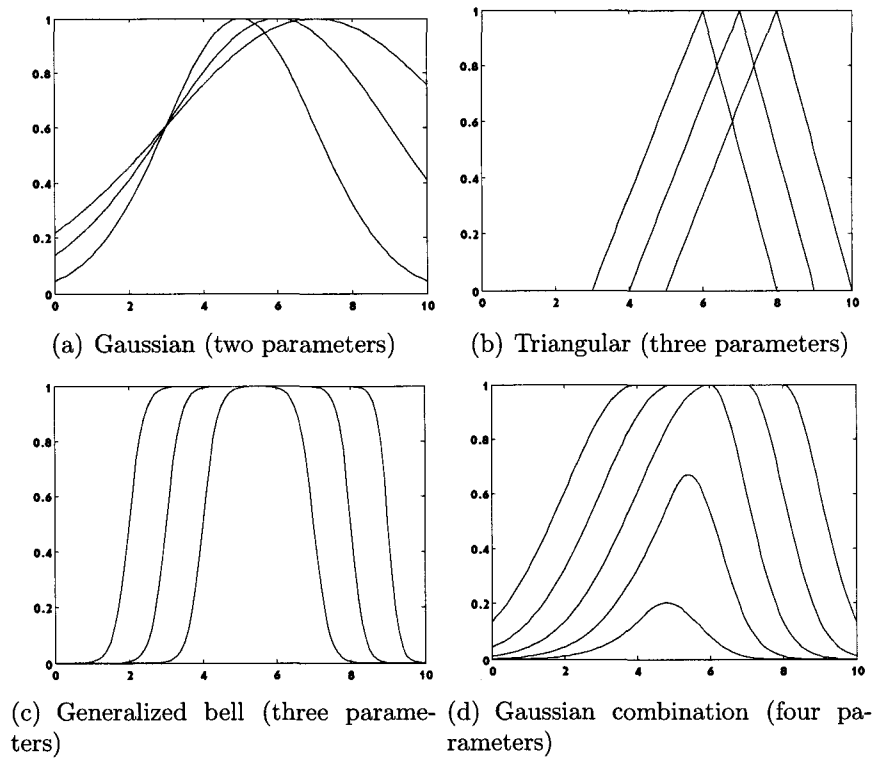 1
0.8
0.6
0.4
0.2
0
0 2 4 6 8 10
(a) Gaussian (two parameters)
1
0.8
0.6
0.4
0.2
0
0 2 4 6 8 10
(b) Triangular (three parameters)
1
0.8
0.6
0.4
0.2
0
0 2 4 6 8 10
(c) Generalized bell (three parame-
ters)
1
0.8
0.6
0.4
0.2
0
0 2 4 6 8 10
(d) Gaussian combination (four pa-
rameters)